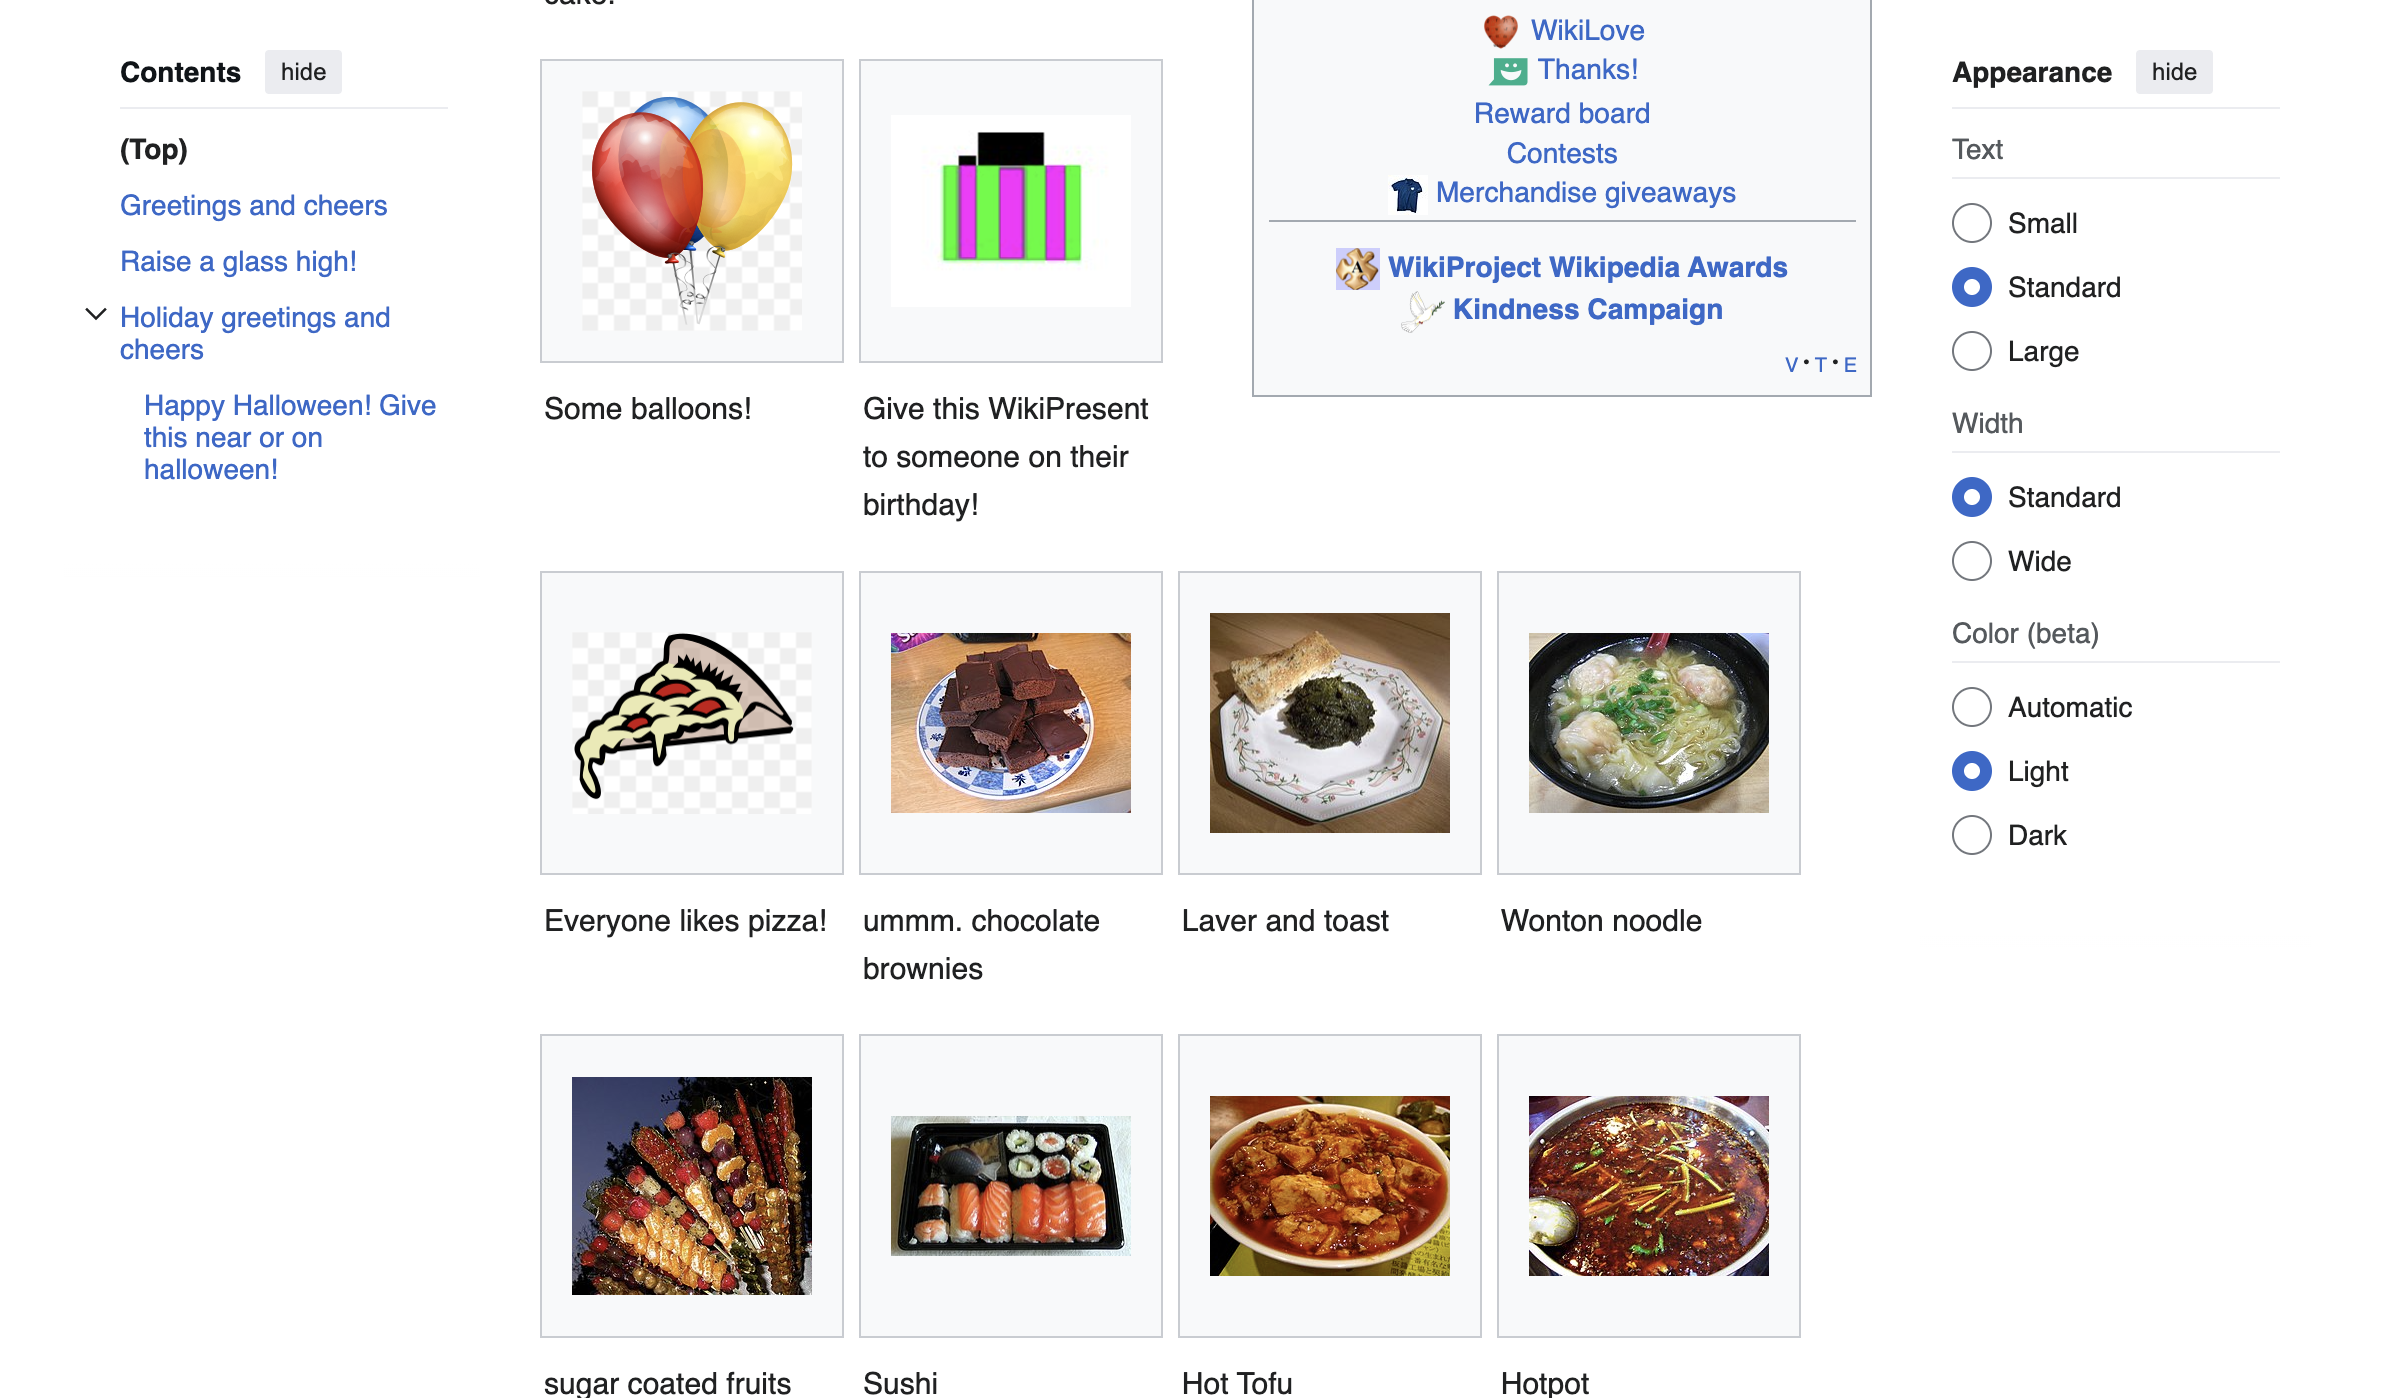 Contents hide
(Top)
Greetings and cheers
Raise a glass high!
Holiday greetings and
cheers
Happy Halloween! Give
this near or on
halloween!
Some balloons!
Give this WikiPresent
to someone on their
birthday!
WikiLove
Thanks!
Reward board
Contests
Merchandise giveaways
A
WikiProject Wikipedia Awards
Kindness Campaign
V • T • E
Everyone likes pizza!
ummm. chocolate
brownies
Laver and toast
Wonton noodle
sugar coated fruits
Sushi
Hot Tofu
Hotpot
Appearance hide
Text
Small
Standard
Large
Width
Standard
Wide
Color (beta)
Automatic
Light
Dark